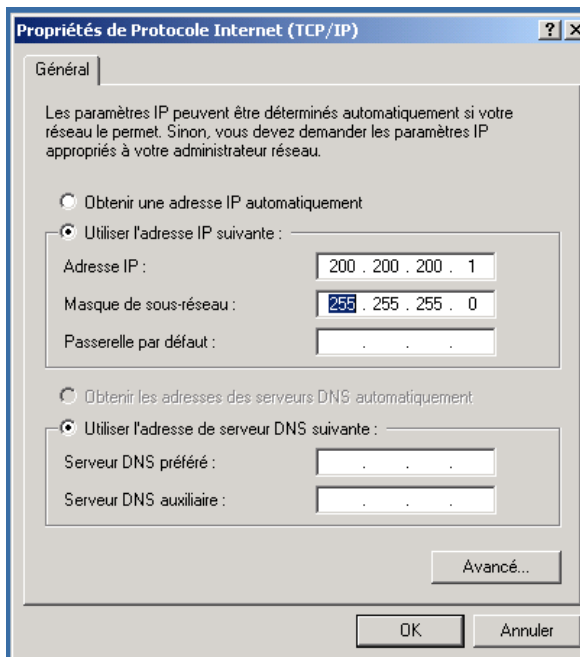 Propriétés de Protocole Internet (TCP/IP)
Général
Les paramètres IP peuvent être déterminés automatiquement si votre
réseau le permet. Sinon, vous devez demander les paramètres IP
appropriés à votre administrateur réseau.
Obtenir une adresse IP automatiquement
Utiliser l'adresse IP suivante :
Adresse IP : 200 . 200 . 200 . 1
Masque de sous-réseau : 255 . 255 . 255 . 0
Passerelle par défaut : . . .
Obtenir les adresses des serveurs DNS automatiquement
Utiliser l'adresse de serveur DNS suivante :
Serveur DNS préféré : . . .
Serveur DNS auxiliaire : . . .
Avancé...
OK Annuler